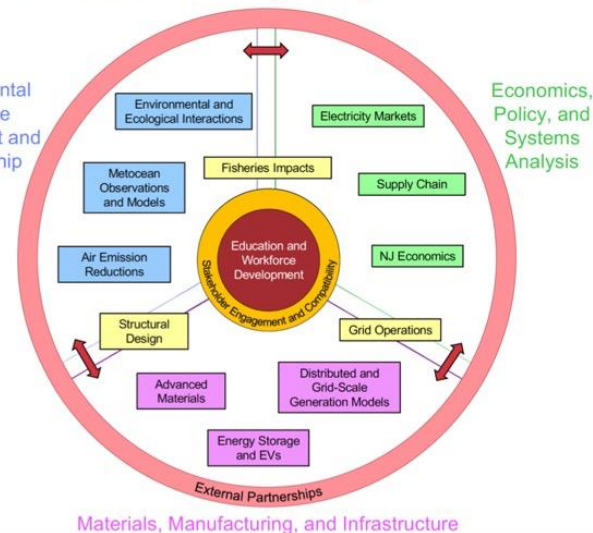 ental
e
t and
hip
Economics,
Policy, and
Systems
Analysis
Environmental and
Ecological Interactions
Electricity Markets
Fisheries Impacts
Metocean
Observations
and Models
Supply Chain
Education and
Workforce
Development
Stakeholder Engagement and Compatibility
Air Emission
Reductions
NJ Economics
Structural
Design
Grid Operations
Advanced
Materials
Distributed and
Grid-Scale
Generation Models
Energy Storage
and EVs
External Partnerships
Materials, Manufacturing, and Infrastructure